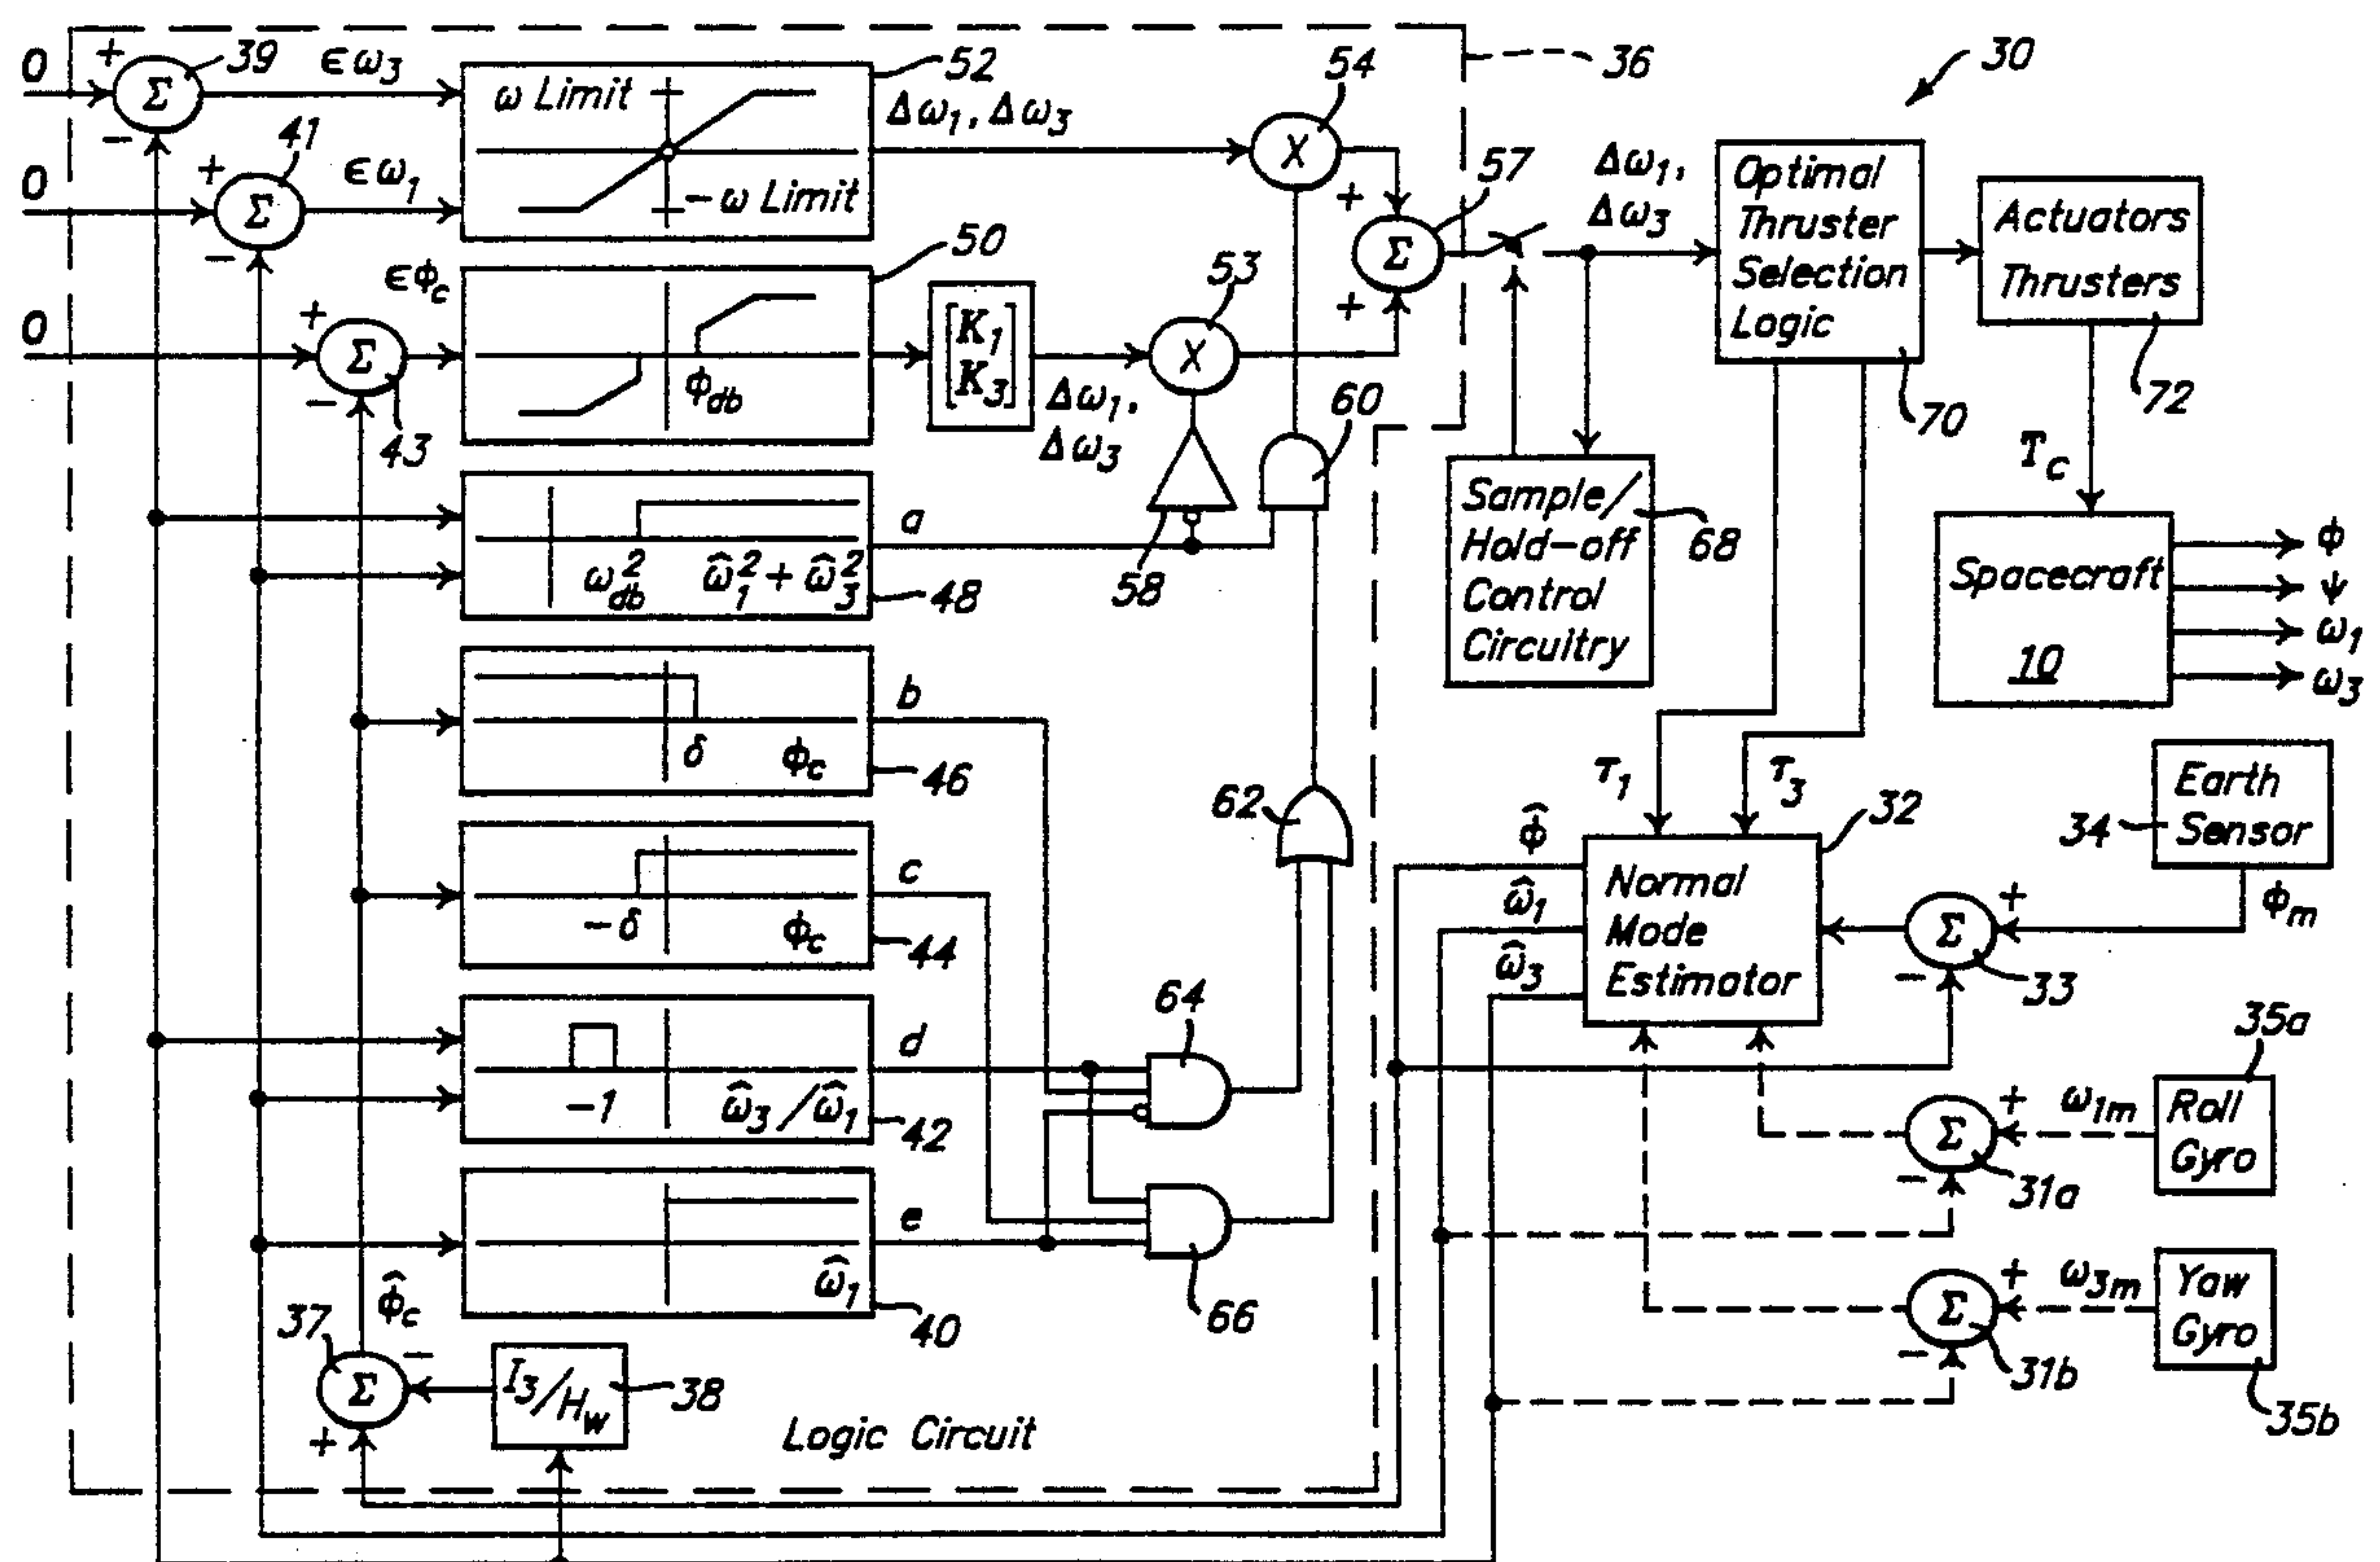 0
+
Σ
−
39
εω₃
0
+
Σ
−
41
εω₁
0
+
Σ
−
43
εϕc
ω Limit
−ω Limit
52
Δω₁, Δω₃
54
X
+
36
30
57
Σ
+
Δω₁,
Δω₃
50
ϕdb
[K₁
K₃]
Δω₁,
Δω₃
53
X
60
58
ω²db
ω̂₁² + ω̂₃²
48
a
δ
ϕc
46
b
−δ
ϕc
44
c
−1
ω̂₃/ω̂₁
42
d
ω̂₁
40
e
62
64
66
37
ϕ̂c
−
Σ
+
I₃/Hw
38
Logic Circuit
Optimal
Thruster
Selection
Logic
70
Actuators
Thrusters
72
Tc
Sample/
Hold-off
Control
Circuitry
68
Spacecraft
10
ϕ
ψ
ω₁
ω₃
τ₁
τ₃
32
ϕ̂
ω̂₁
ω̂₃
Normal
Mode
Estimator
Earth
Sensor
34
ϕm
+
Σ
−
33
Roll
Gyro
35a
ω1m
+
Σ
−
31a
Yaw
Gyro
35b
ω3m
+
Σ
−
31b